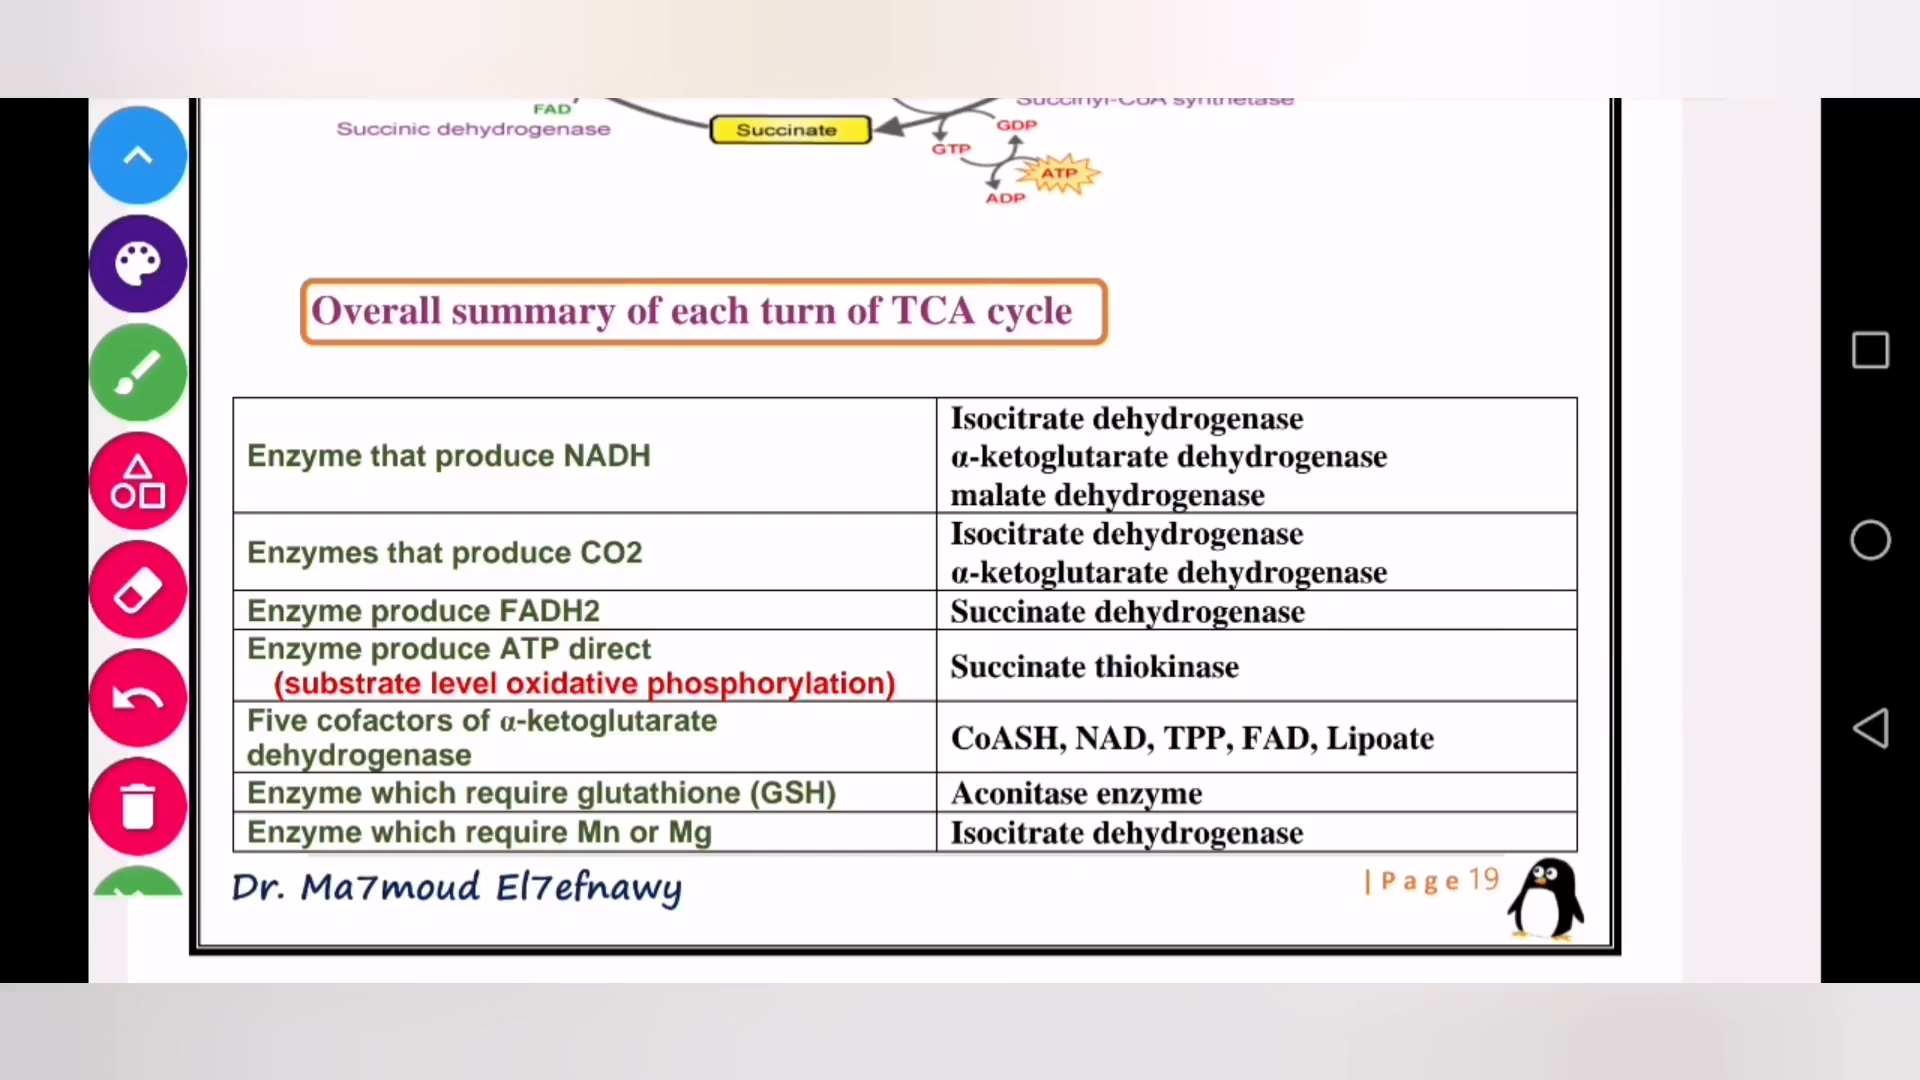 FAD
Succinyl-CoA synthetase
Succinic dehydrogenase
Succinate
GDP
GTP
ATP
ADP
Overall summary of each turn of TCA cycle
Enzyme that produce NADH
Isocitrate dehydrogenase
α-ketoglutarate dehydrogenase
malate dehydrogenase
Enzymes that produce CO2
Isocitrate dehydrogenase
α-ketoglutarate dehydrogenase
Enzyme produce FADH2
Succinate dehydrogenase
Enzyme produce ATP direct
(substrate level oxidative phosphorylation)
Succinate thiokinase
Five cofactors of α-ketoglutarate
dehydrogenase
CoASH, NAD, TPP, FAD, Lipoate
Enzyme which require glutathione (GSH)
Aconitase enzyme
Enzyme which require Mn or Mg
Isocitrate dehydrogenase
Dr. Ma7moud El7efnawy
| P a g e 19